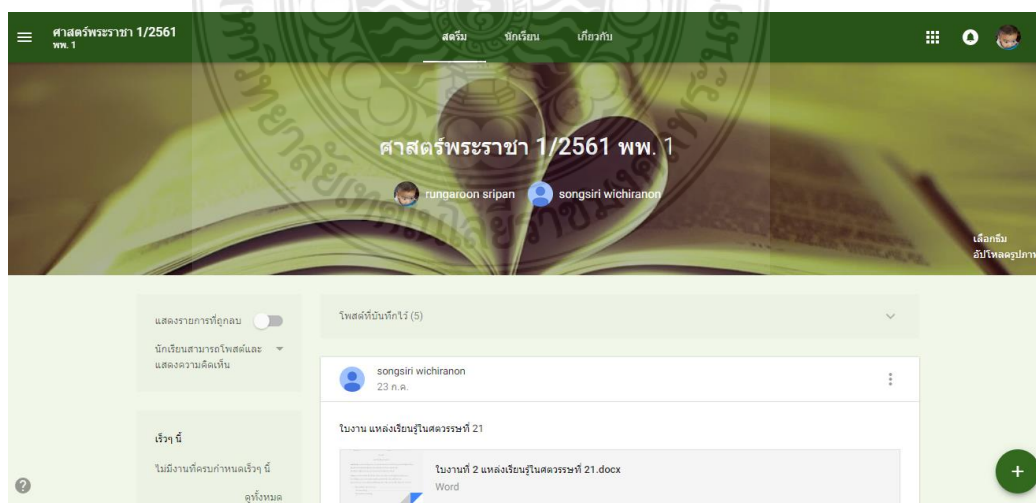 ศาสตร์พระราชา 1/2561
พพ. 1
สตรีม นักเรียน เกี่ยวกับ
ศาสตร์พระราชา 1/2561 พพ. 1
rungaroon sripan songsiri wichiranon
เลือกธีม
อัปโหลดรูปภาพ
แสดงรายการที่ถูกลบ
นักเรียนสามารถโพสต์และ
แสดงความคิดเห็น
โพสต์ที่บันทึกไว้ (5)
songsiri wichiranon
23 ก.ค.
ใบงาน แหล่งเรียนรู้ในศตวรรษที่ 21
ใบงานที่ 2 แหล่งเรียนรู้ในศตวรรษที่ 21.docx
Word
เร็วๆ นี้
ไม่มีงานที่ครบกำหนดเร็วๆ นี้
ดูทั้งหมด